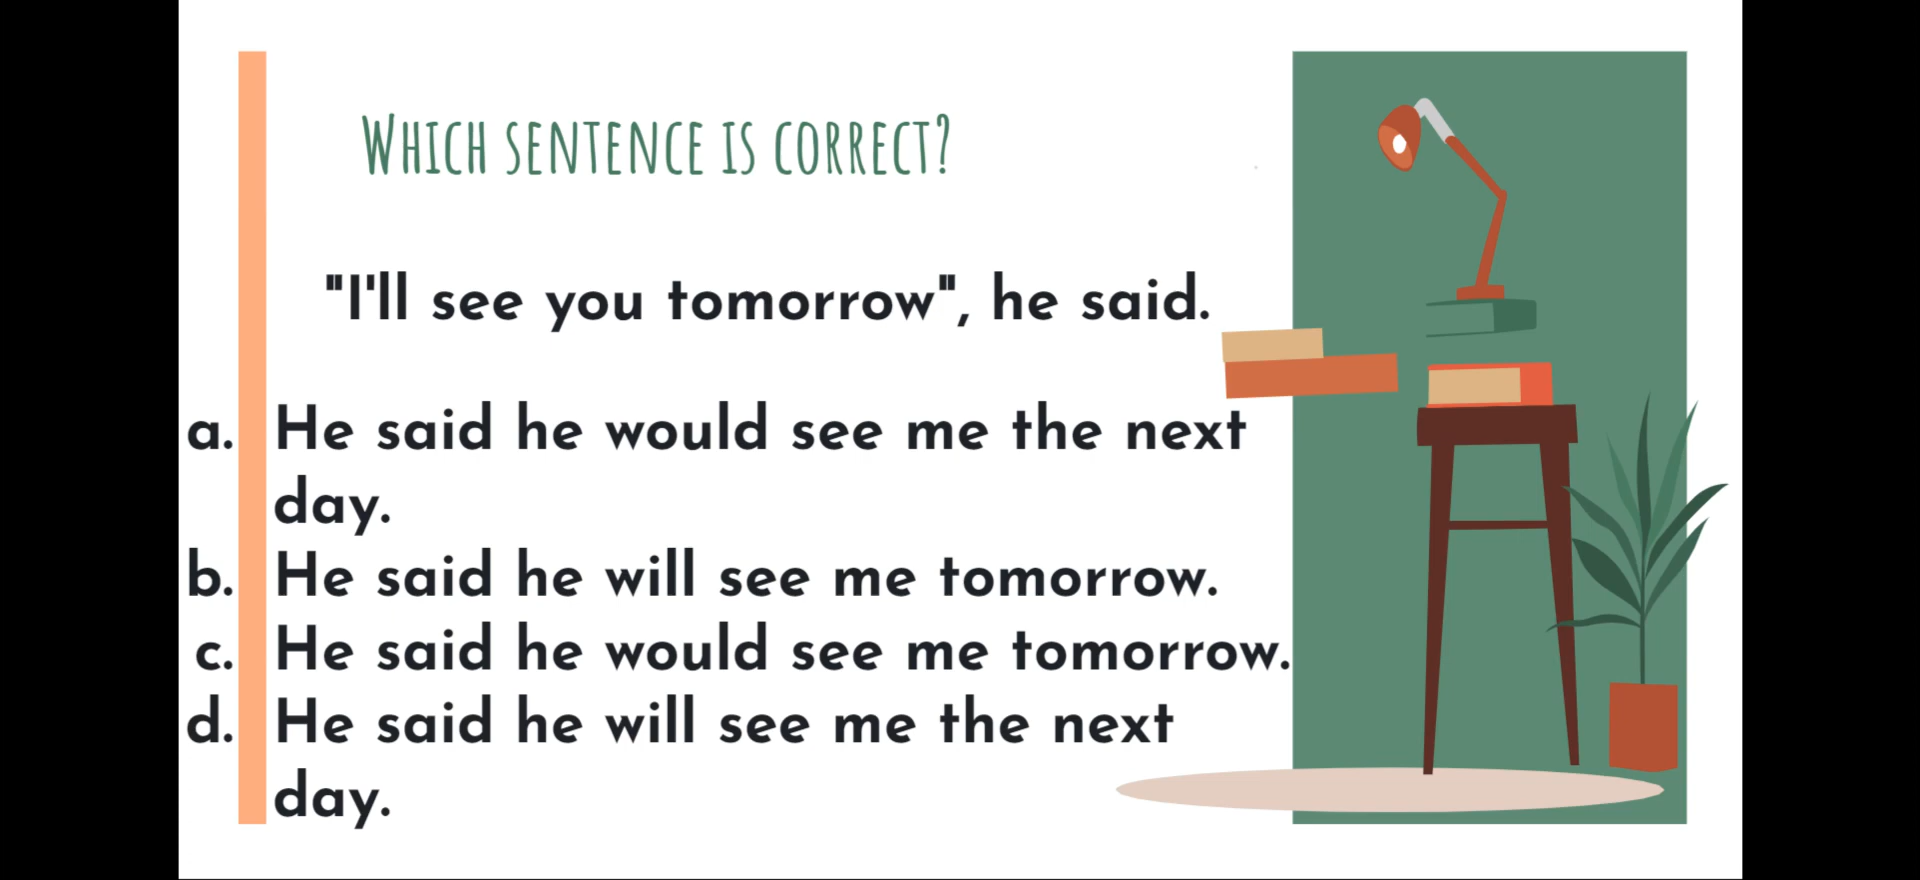 Which sentence is correct?
"I'll see you tomorrow", he said.
a. He said he would see me the next
day.
b. He said he will see me tomorrow.
c. He said he would see me tomorrow.
d. He said he will see me the next
day.